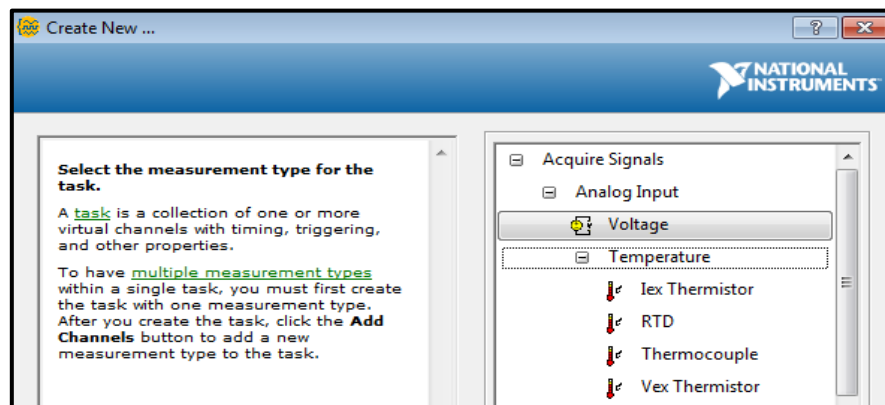 Create New ...
NATIONAL
INSTRUMENTS
Select the measurement type for the
task.
A task is a collection of one or more
virtual channels with timing, triggering,
and other properties.
To have multiple measurement types
within a single task, you must first create
the task with one measurement type.
After you create the task, click the Add
Channels button to add a new
measurement type to the task.
Acquire Signals
Analog Input
Voltage
Temperature
Iex Thermistor
RTD
Thermocouple
Vex Thermistor